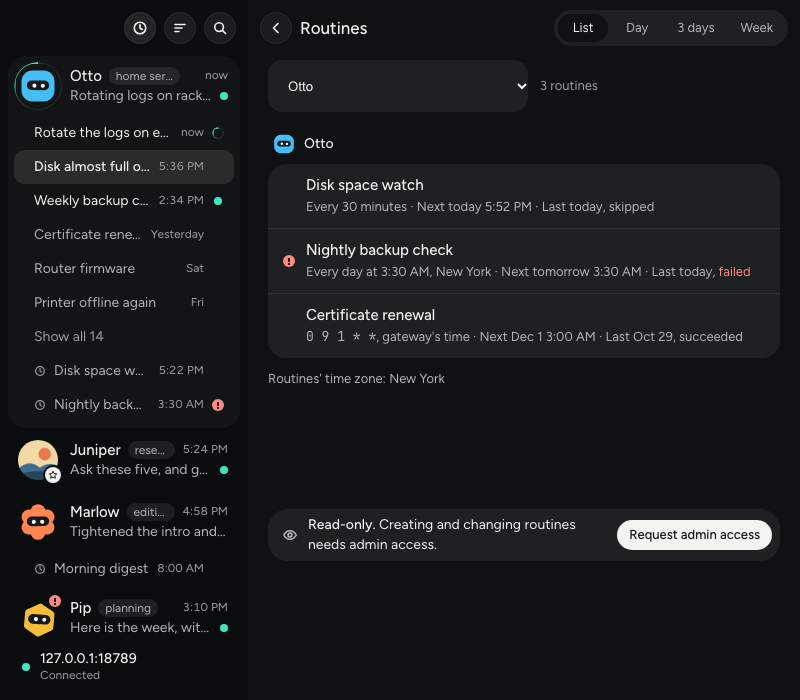 Otto home ser... now
Rotating logs on rack...
Rotate the logs on e... now
Disk almost full o... 5:36 PM
Weekly backup c... 2:34 PM
Certificate rene... Yesterday
Router firmware Sat
Printer offline again Fri
Show all 14
Disk space w... 5:22 PM
Nightly back... 3:30 AM
Juniper rese... 5:24 PM
Ask these five, and g...
Marlow editi... 4:58 PM
Tightened the intro and...
Morning digest 8:00 AM
Pip planning 3:10 PM
Here is the week, wit...
127.0.0.1:18789
Connected
Routines
List Day 3 days Week
Otto 3 routines
Otto
Disk space watch
Every 30 minutes · Next today 5:52 PM · Last today, skipped
Nightly backup check
Every day at 3:30 AM, New York · Next tomorrow 3:30 AM · Last today, failed
Certificate renewal
0 9 1 * *, gateway's time · Next Dec 1 3:00 AM · Last Oct 29, succeeded
Routines' time zone: New York
Read-only. Creating and changing routines
needs admin access.
Request admin access